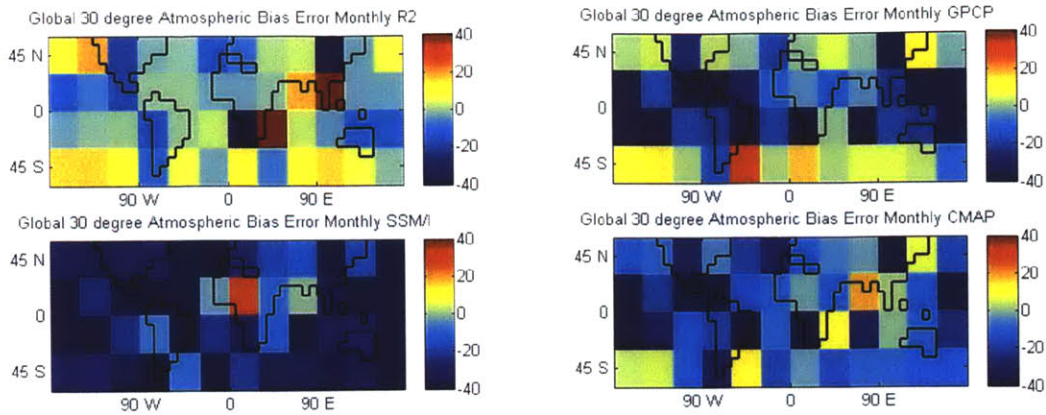 Global 30 degree Atmospheric Bias Error Monthly R2
40
45 N
20
0
0
-20
45 S
-40
90 W 0 90 E
Global 30 degree Atmospheric Bias Error Monthly GPCP
40
45 N
20
0
0
-20
45 S
-40
90 W 0 90 E
Global 30 degree Atmospheric Bias Error Monthly SSM/I
40
45 N
20
0
0
-20
45 S
-40
90 W 0 90 E
Global 30 degree Atmospheric Bias Error Monthly CMAP
40
45 N
20
0
0
-20
45 S
-40
90 W 0 90 E